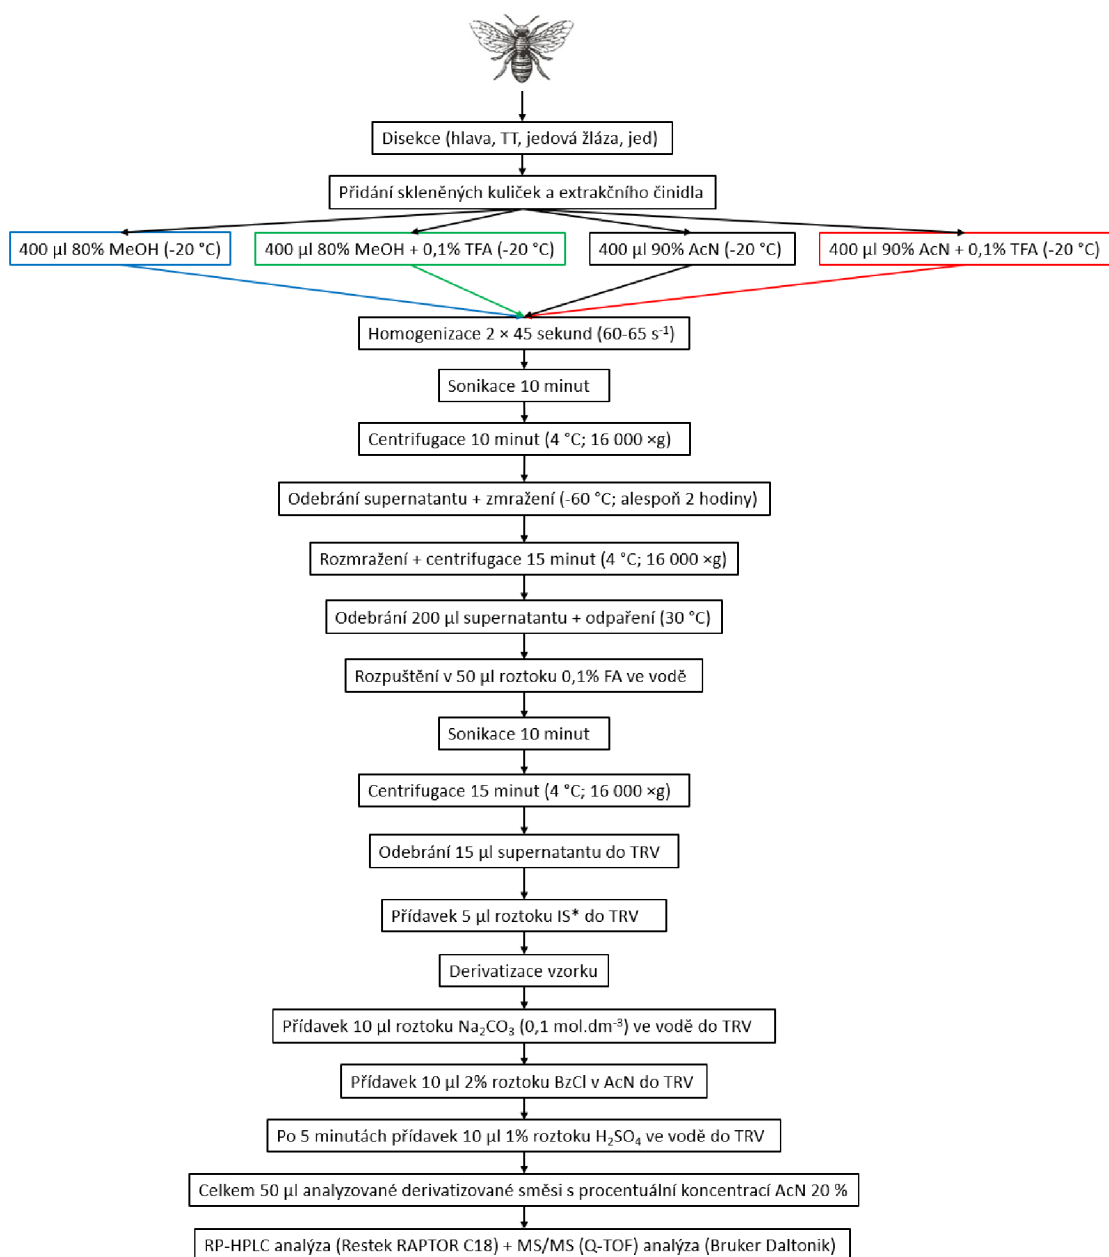 Disekce (hlava, TT, jedová žláza, jed)
Přidání skleněných kuliček a extrakčního činidla
400 µl 80% MeOH (-20 °C)
400 µl 80% MeOH + 0,1% TFA (-20 °C)
400 µl 90% AcN (-20 °C)
400 µl 90% AcN + 0,1% TFA (-20 °C)
Homogenizace 2 × 45 sekund (60-65 s⁻¹)
Sonikace 10 minut
Centrifugace 10 minut (4 °C; 16 000 ×g)
Odebrání supernatantu + zmražení (-60 °C; alespoň 2 hodiny)
Rozmražení + centrifugace 15 minut (4 °C; 16 000 ×g)
Odebrání 200 µl supernatantu + odpaření (30 °C)
Rozpuštění v 50 µl roztoku 0,1% FA ve vodě
Sonikace 10 minut
Centrifugace 15 minut (4 °C; 16 000 ×g)
Odebrání 15 µl supernatantu do TRV
Přídavek 5 µl roztoku IS* do TRV
Derivatizace vzorku
Přídavek 10 µl roztoku Na₂CO₃ (0,1 mol.dm⁻³) ve vodě do TRV
Přídavek 10 µl 2% roztoku BzCl v AcN do TRV
Po 5 minutách přídavek 10 µl 1% roztoku H₂SO₄ ve vodě do TRV
Celkem 50 µl analyzované derivatizované směsi s procentuální koncentrací AcN 20 %
RP-HPLC analýza (Restek RAPTOR C18) + MS/MS (Q-TOF) analýza (Bruker Daltonik)